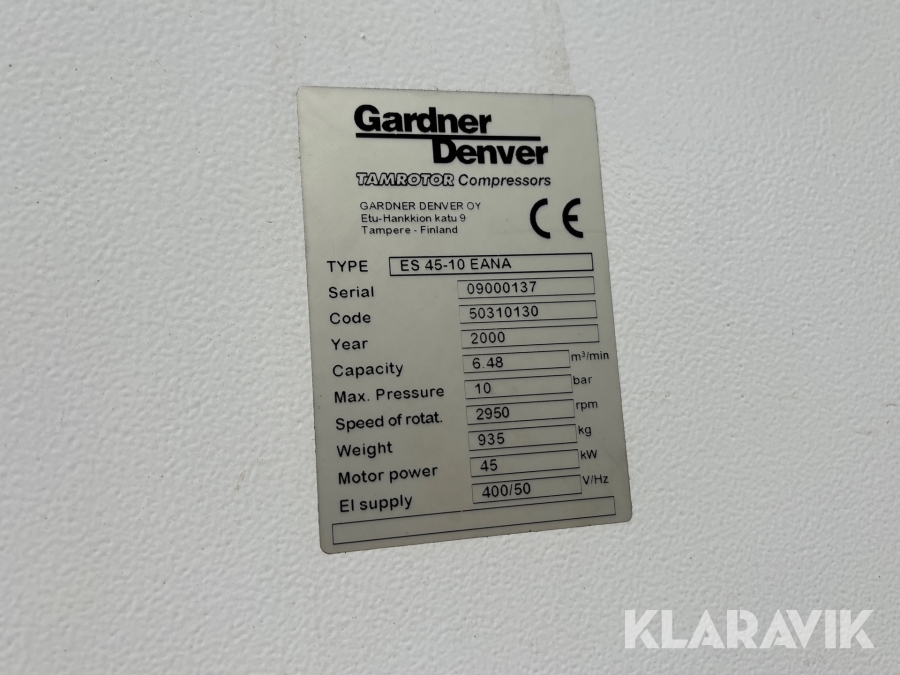 Gardner
Denver
TAMROTOR Compressors
GARDNER DENVER OY
Etu-Hankkion katu 9
Tampere - Finland
CE
TYPE ES 45-10 EANA
Serial 09000137
Code 50310130
Year 2000
Capacity 6.48 m³/min
Max. Pressure 10 bar
Speed of rotat. 2950 rpm
Weight 935 kg
Motor power 45 kW
El supply 400/50 V/Hz
KLARAVIK